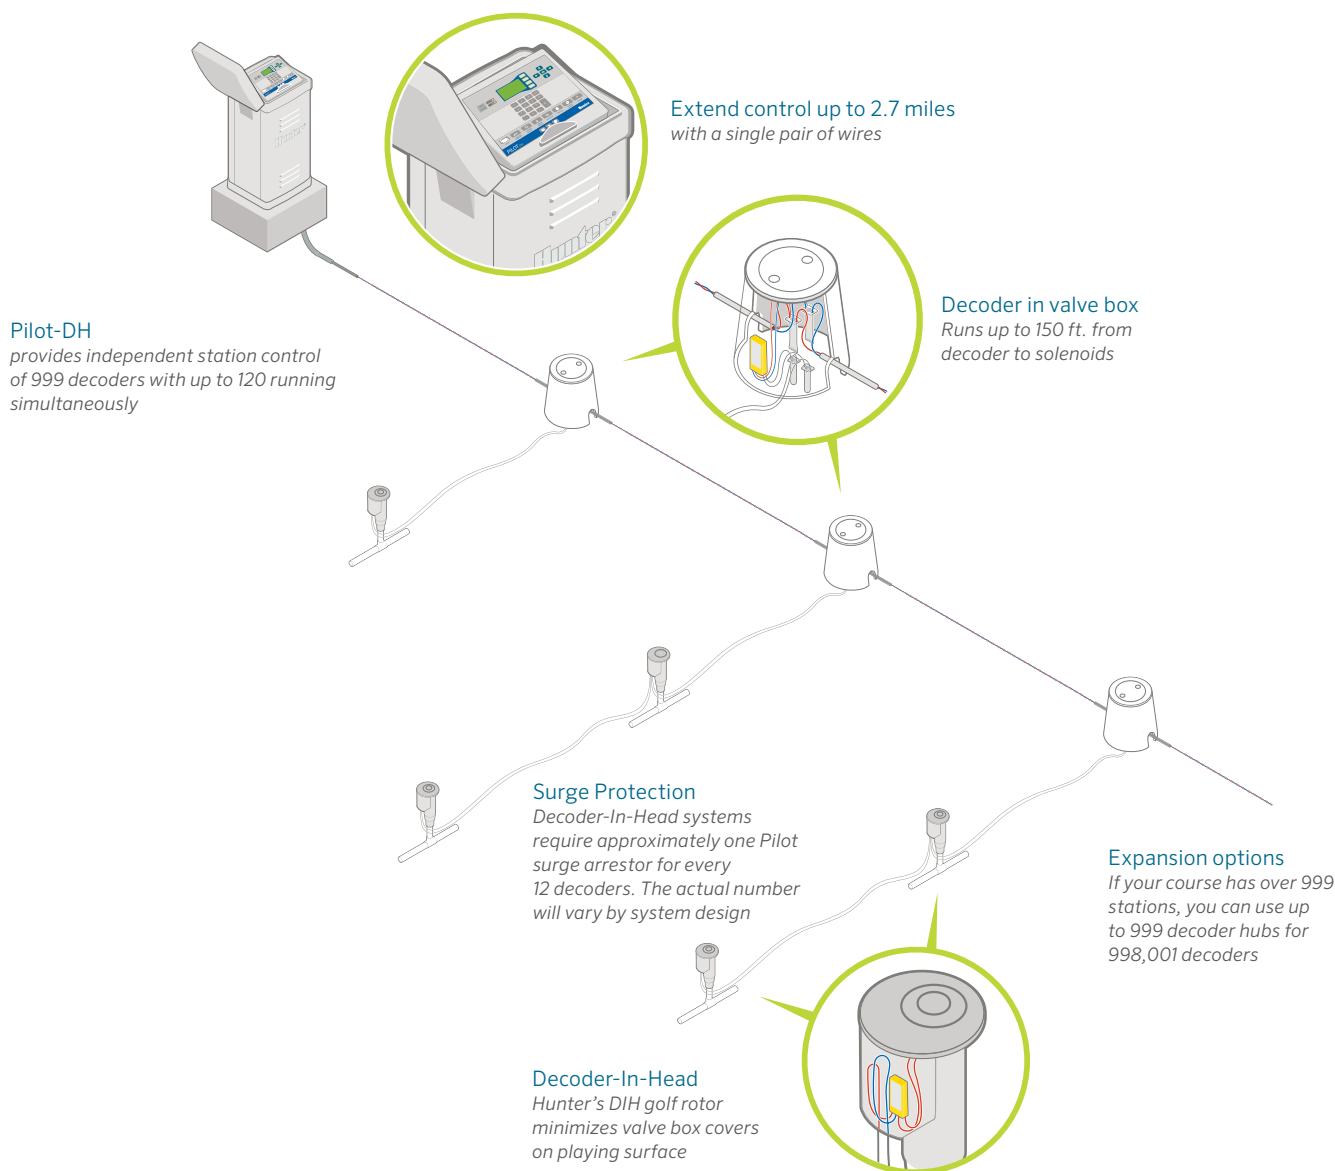 Extend control up to 2.7 miles
with a single pair of wires
PILOT
Hunter
Decoder in valve box
Runs up to 150 ft. from
decoder to solenoids
Pilot-DH
provides independent station control
of 999 decoders with up to 120 running
simultaneously
Surge Protection
Decoder-In-Head systems
require approximately one Pilot
surge arrestor for every
12 decoders. The actual number
will vary by system design
Expansion options
If your course has over 999
stations, you can use up
to 999 decoder hubs for
998,001 decoders
Decoder-In-Head
Hunter’s DIH golf rotor
minimizes valve box covers
on playing surface